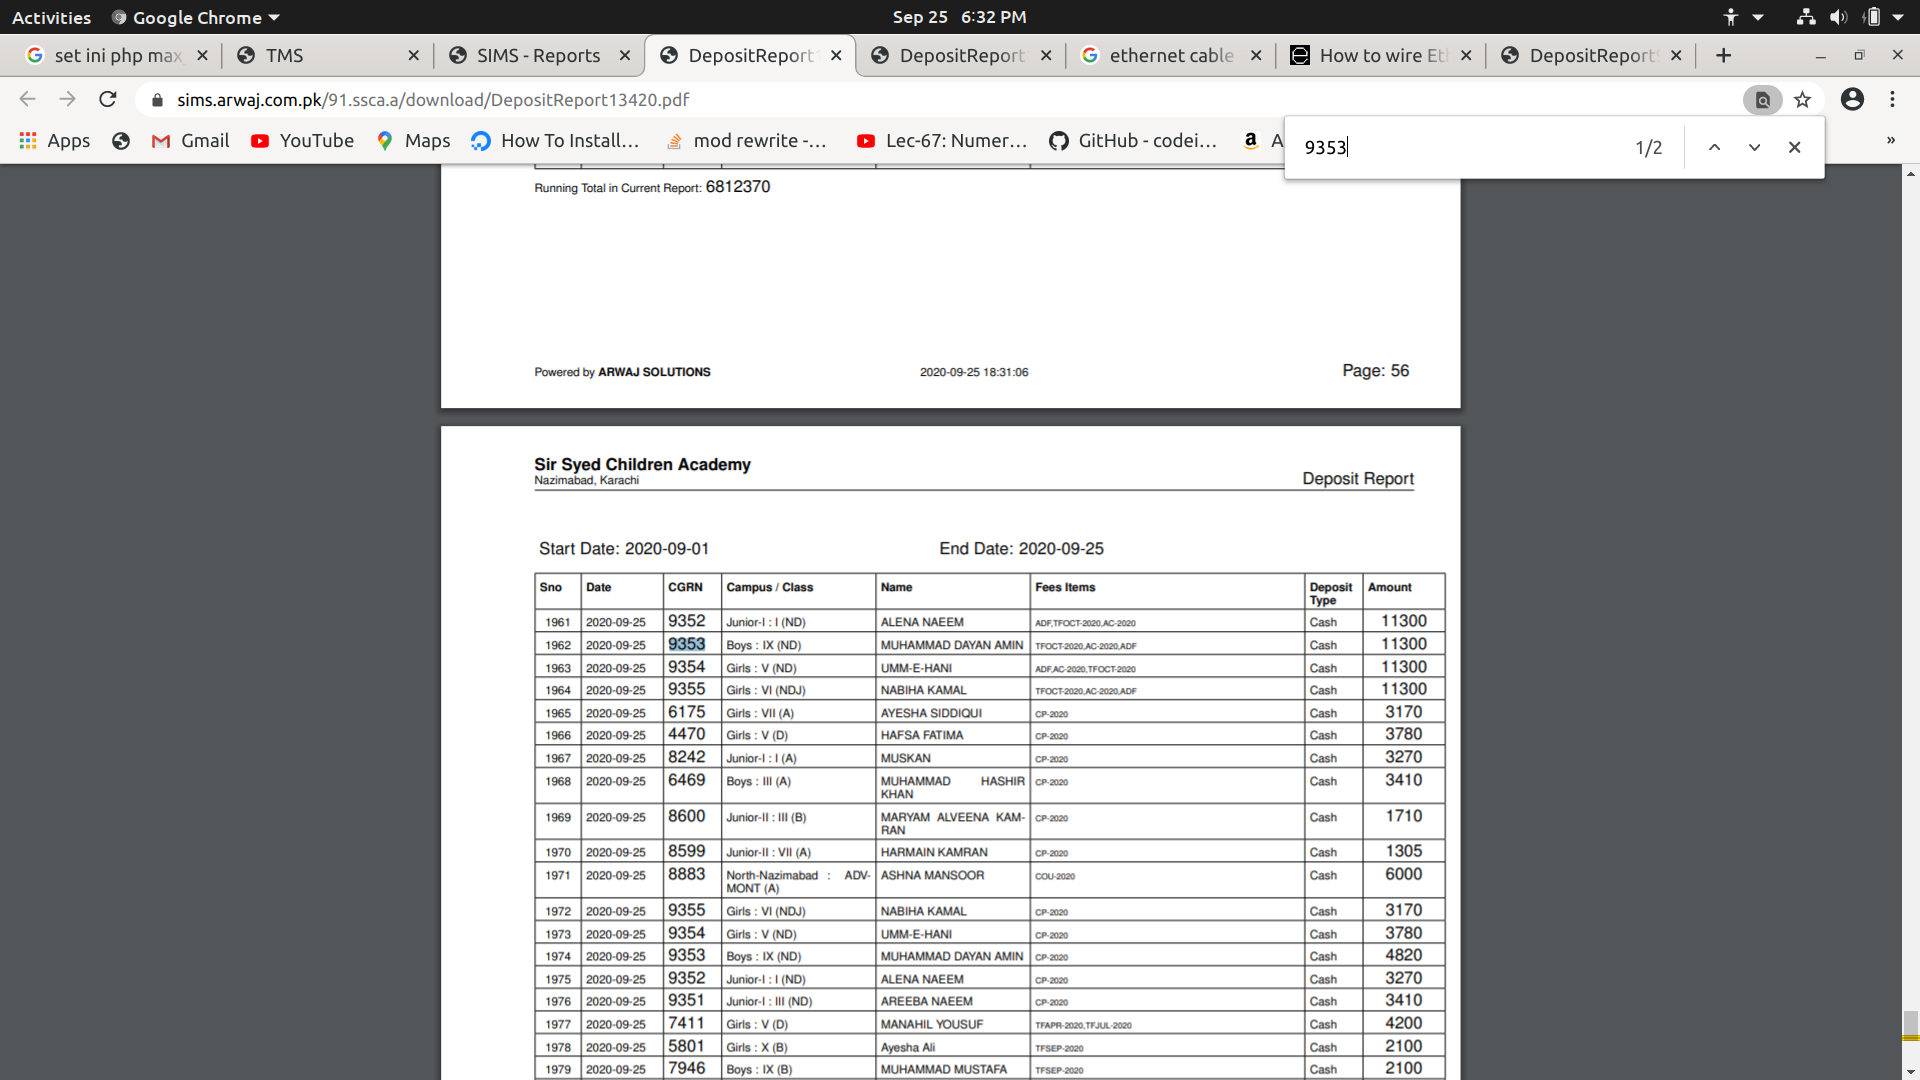 Activities Google Chrome Sep 25 6:32 PM
set ini php max TMS SIMS - Reports DepositReport DepositReport ethernet cable How to wire Et DepositReport
sims.arwaj.com.pk/91.ssca.a/download/DepositReport13420.pdf
Apps Gmail YouTube Maps How To Install... mod rewrite -... Lec-67: Numer... GitHub - codei... A »
9353 1/2
Running Total in Current Report: 6812370
Powered by ARWAJ SOLUTIONS 2020-09-25 18:31:06 Page: 56
Sir Syed Children Academy
Nazimabad, Karachi Deposit Report
Start Date: 2020-09-01 End Date: 2020-09-25
Sno Date CGRN Campus / Class Name Fees Items Deposit Type Amount
1961 2020-09-25 9352 Junior-I : I (ND) ALENA NAEEM ADF,TFOCT-2020,AC-2020 Cash 11300
1962 2020-09-25 9353 Boys : IX (ND) MUHAMMAD DAYAN AMIN TFOCT-2020,AC-2020,ADF Cash 11300
1963 2020-09-25 9354 Girls : V (ND) UMM-E-HANI ADF,AC-2020,TFOCT-2020 Cash 11300
1964 2020-09-25 9355 Girls : VI (NDJ) NABIHA KAMAL TFOCT-2020,AC-2020,ADF Cash 11300
1965 2020-09-25 6175 Girls : VII (A) AYESHA SIDDIQUI CP-2020 Cash 3170
1966 2020-09-25 4470 Girls : V (D) HAFSA FATIMA CP-2020 Cash 3780
1967 2020-09-25 8242 Junior-I : I (A) MUSKAN CP-2020 Cash 3270
1968 2020-09-25 6469 Boys : III (A) MUHAMMAD HASHIR KHAN CP-2020 Cash 3410
1969 2020-09-25 8600 Junior-II : III (B) MARYAM ALVEENA KAM-RAN CP-2020 Cash 1710
1970 2020-09-25 8599 Junior-II : VII (A) HARMAIN KAMRAN CP-2020 Cash 1305
1971 2020-09-25 8883 North-Nazimabad : ADV-MONT (A) ASHNA MANSOOR COU-2020 Cash 6000
1972 2020-09-25 9355 Girls : VI (NDJ) NABIHA KAMAL CP-2020 Cash 3170
1973 2020-09-25 9354 Girls : V (ND) UMM-E-HANI CP-2020 Cash 3780
1974 2020-09-25 9353 Boys : IX (ND) MUHAMMAD DAYAN AMIN CP-2020 Cash 4820
1975 2020-09-25 9352 Junior-I : I (ND) ALENA NAEEM CP-2020 Cash 3270
1976 2020-09-25 9351 Junior-I : III (ND) AREEBA NAEEM CP-2020 Cash 3410
1977 2020-09-25 7411 Girls : V (D) MANAHIL YOUSUF TFAPR-2020,TFJUL-2020 Cash 4200
1978 2020-09-25 5801 Girls : X (B) Ayesha Ali TFSEP-2020 Cash 2100
1979 2020-09-25 7946 Boys : IX (B) MUHAMMAD MUSTAFA TFSEP-2020 Cash 2100